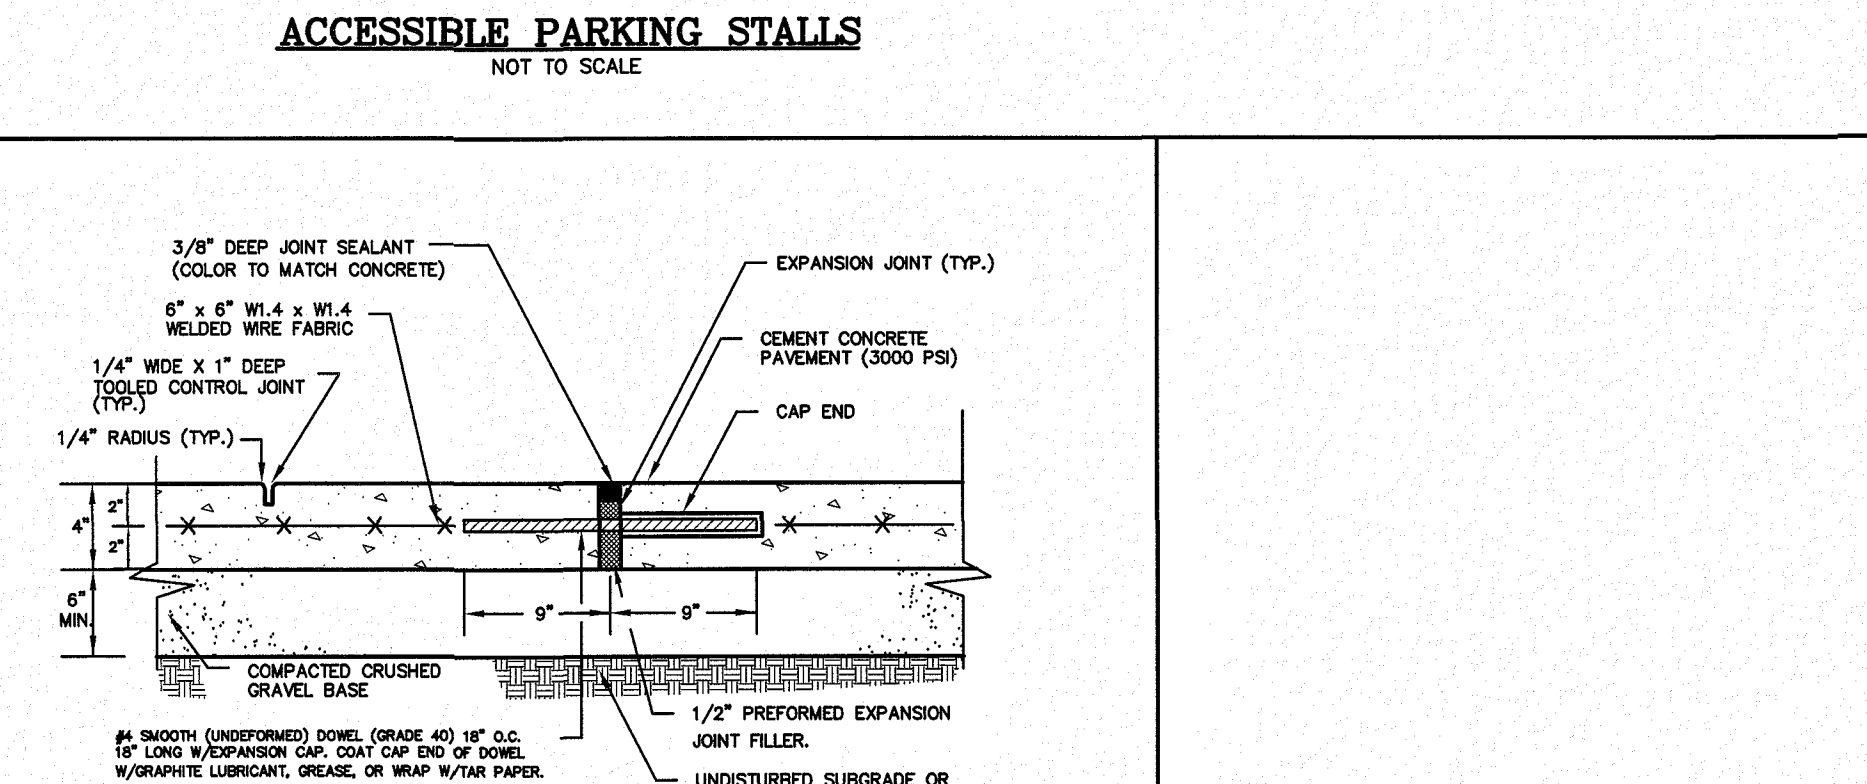 ACCESSIBLE PARKING STALLS
NOT TO SCALE
3/8" DEEP JOINT SEALANT
(COLOR TO MATCH CONCRETE)
6" x 6" W1.4 x W1.4
WELDED WIRE FABRIC
1/4" WIDE X 1" DEEP
TOOLED CONTROL JOINT
(TYP.)
1/4" RADIUS (TYP.)
EXPANSION JOINT (TYP.)
CEMENT CONCRETE
PAVEMENT (3000 PSI)
CAP END
4"
2"
2"
6"
MIN.
9"
9"
COMPACTED CRUSHED
GRAVEL BASE
#4 SMOOTH (UNDEFORMED) DOWEL (GRADE 40) 18" O.C.
18" LONG W/EXPANSION CAP. COAT CAP END OF DOWEL
W/GRAPHITE LUBRICANT, GREASE, OR WRAP W/TAR PAPER.
1/2" PREFORMED EXPANSION
JOINT FILLER.
UNDISTURBED SUBGRADE OR